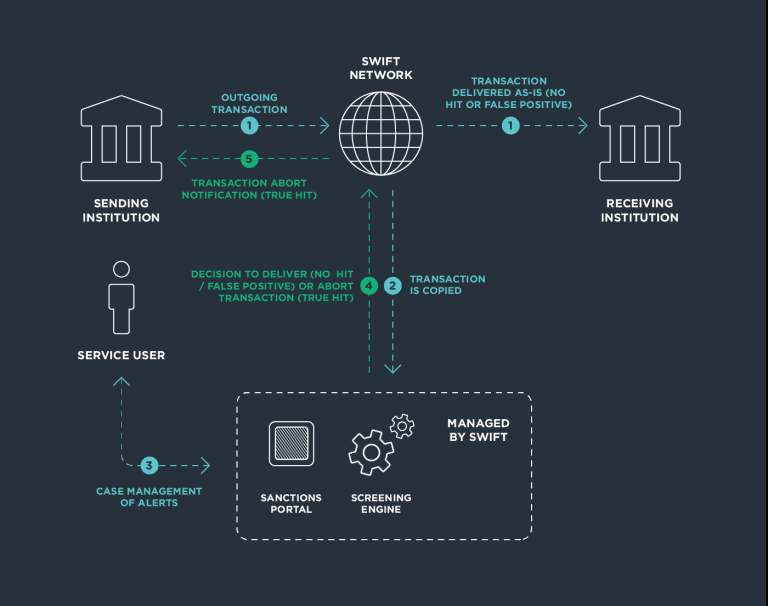 SWIFT
NETWORK
OUTGOING
TRANSACTION
1
TRANSACTION
DELIVERED AS-IS (NO
HIT OR FALSE POSITIVE)
1
5
TRANSACTION ABORT
NOTIFICATION (TRUE HIT)
SENDING
INSTITUTION
RECEIVING
INSTITUTION
DECISION TO DELIVER (NO HIT
/ FALSE POSITIVE) OR ABORT
TRANSACTION (TRUE HIT)
4
2
TRANSACTION
IS COPIED
SERVICE USER
3
CASE MANAGEMENT
OF ALERTS
MANAGED
BY SWIFT
SANCTIONS
PORTAL
SCREENING
ENGINE